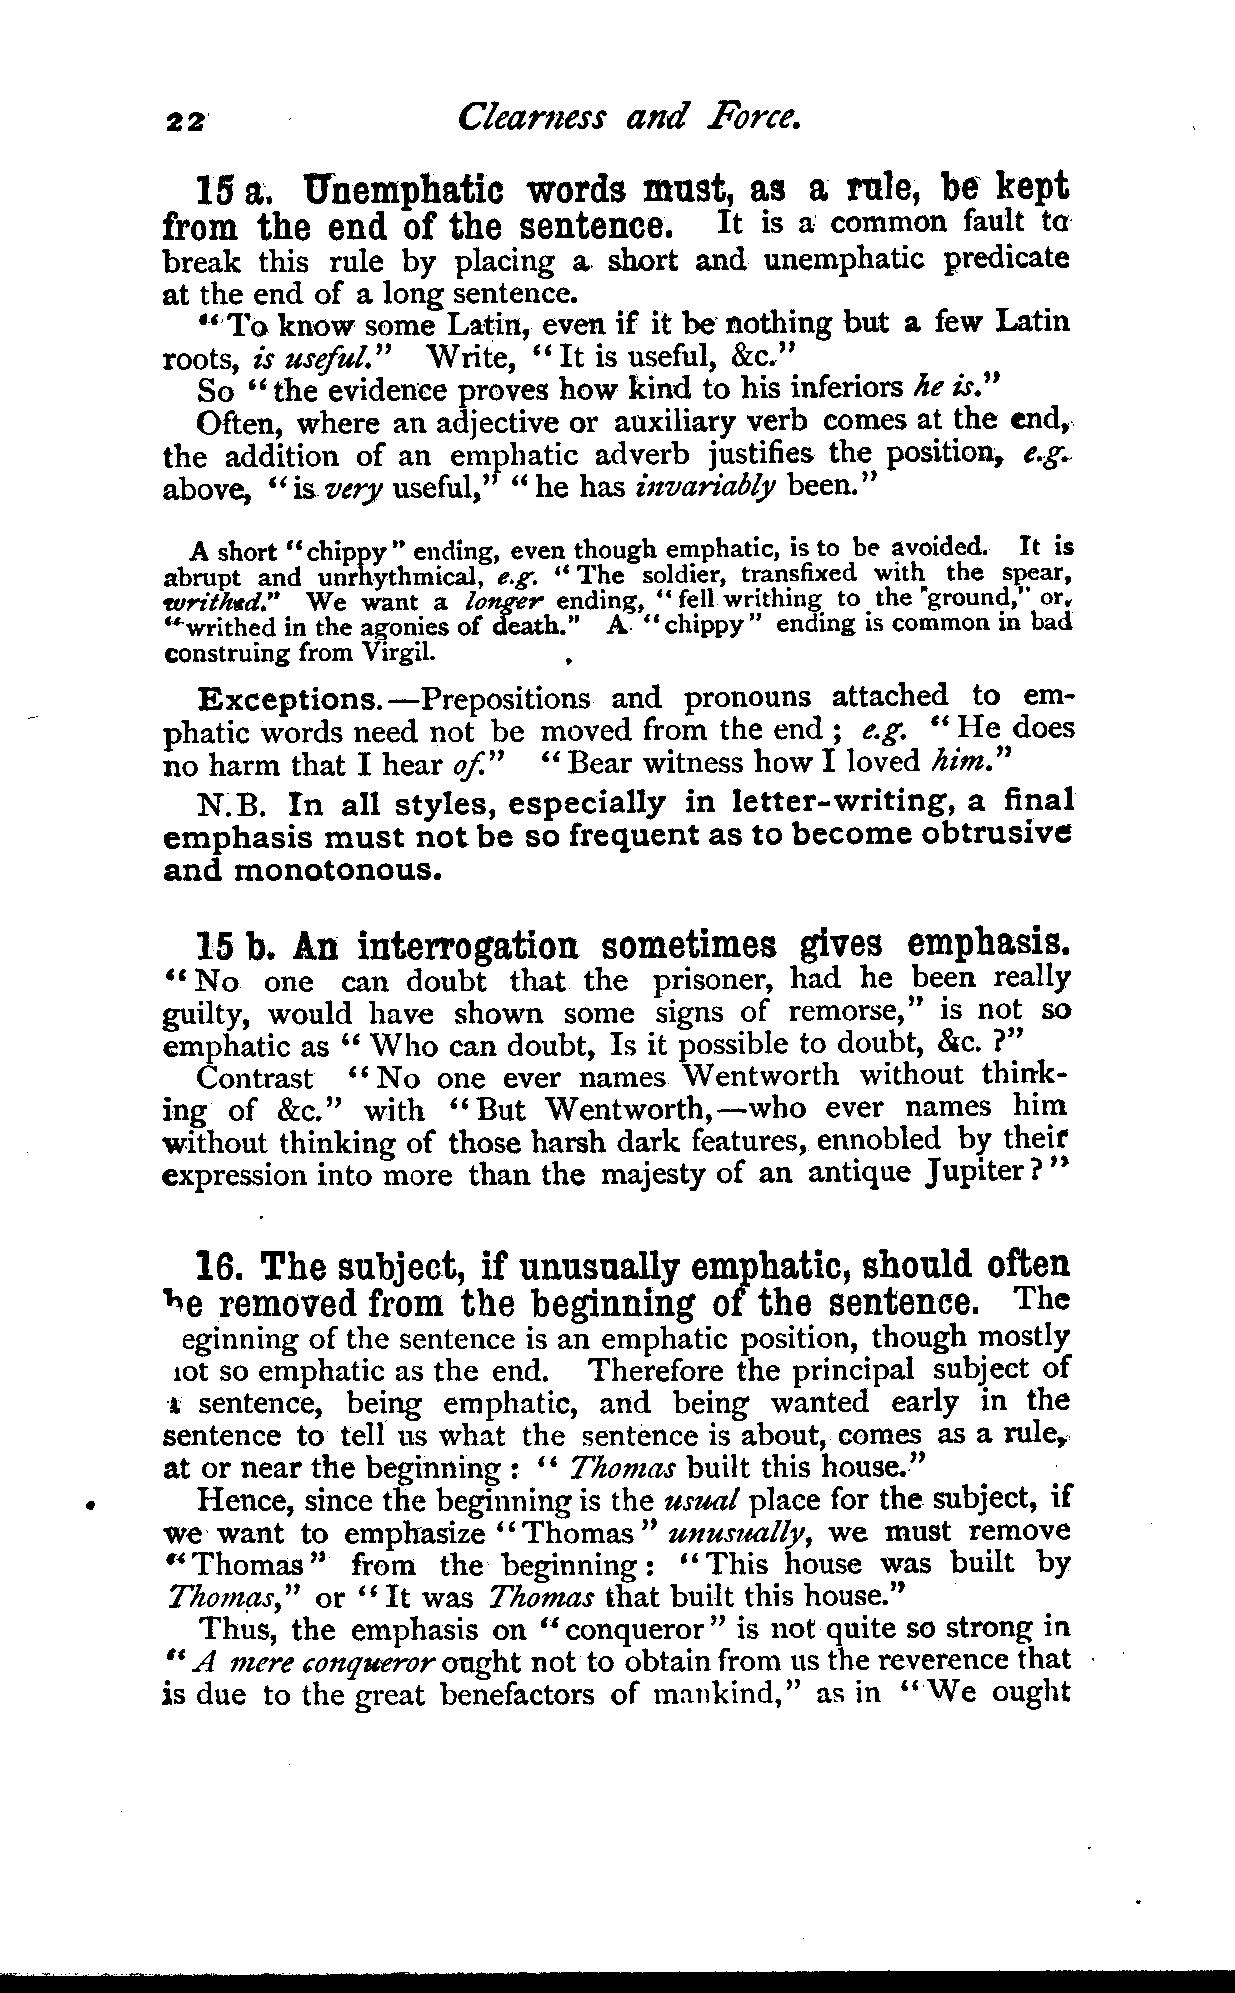 22 Clearness and Force.
15 a. Unemphatic words must, as a rule, be kept
from the end of the sentence. It is a common fault to
break this rule by placing a short and unemphatic predicate
at the end of a long sentence.
"To know some Latin, even if it be nothing but a few Latin
roots, is useful." Write, "It is useful, &c."
So "the evidence proves how kind to his inferiors he is."
Often, where an adjective or auxiliary verb comes at the end,
the addition of an emphatic adverb justifies the position, e.g.
above, "is very useful," "he has invariably been."
A short "chippy" ending, even though emphatic, is to be avoided. It is
abrupt and unrhythmical, e.g. "The soldier, transfixed with the spear,
writhed." We want a longer ending, "fell writhing to the ground," or,
"writhed in the agonies of death." A "chippy" ending is common in bad
construing from Virgil.
Exceptions.—Prepositions and pronouns attached to em-
phatic words need not be moved from the end; e.g. "He does
no harm that I hear of." "Bear witness how I loved him."
N.B. In all styles, especially in letter-writing, a final
emphasis must not be so frequent as to become obtrusive
and monotonous.
15 b. An interrogation sometimes gives emphasis.
"No one can doubt that the prisoner, had he been really
guilty, would have shown some signs of remorse," is not so
emphatic as "Who can doubt, Is it possible to doubt, &c. ?"
Contrast "No one ever names Wentworth without think-
ing of &c." with "But Wentworth,—who ever names him
without thinking of those harsh dark features, ennobled by their
expression into more than the majesty of an antique Jupiter?"
16. The subject, if unusually emphatic, should often
be removed from the beginning of the sentence. The
eginning of the sentence is an emphatic position, though mostly
not so emphatic as the end. Therefore the principal subject of
a sentence, being emphatic, and being wanted early in the
sentence to tell us what the sentence is about, comes as a rule,
at or near the beginning: "Thomas built this house."
Hence, since the beginning is the usual place for the subject, if
we want to emphasize "Thomas" unusually, we must remove
"Thomas" from the beginning: "This house was built by
Thomas," or "It was Thomas that built this house."
Thus, the emphasis on "conqueror" is not quite so strong in
"A mere conqueror ought not to obtain from us the reverence that
is due to the great benefactors of mankind," as in "We ought